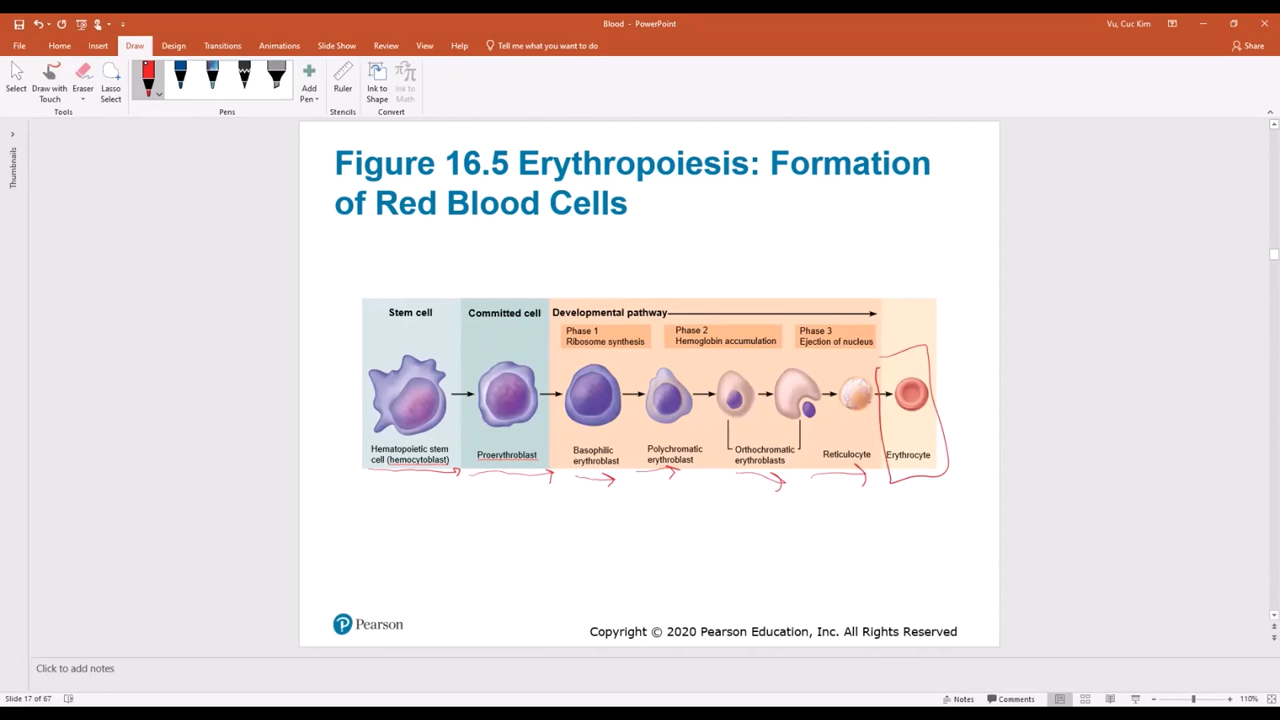 Blood - PowerPoint
Vu, Cuc Kim
File Home Insert Draw Design Transitions Animations Slide Show Review View Help Tell me what you want to do
Share
Select
Draw with Touch
Eraser
Lasso Select
Add Pen
Ruler
Ink to Shape
Ink to Math
Tools Pens Stencils Convert
Thumbnails
Figure 16.5 Erythropoiesis: Formation
of Red Blood Cells
Stem cell
Committed cell
Developmental pathway
Phase 1
Ribosome synthesis
Phase 2
Hemoglobin accumulation
Phase 3
Ejection of nucleus
Hematopoietic stem
cell (hemocytoblast)
Proerythroblast
Basophilic
erythroblast
Polychromatic
erythroblast
Orthochromatic
erythroblasts
Reticulocyte
Erythrocyte
P Pearson
Copyright © 2020 Pearson Education, Inc. All Rights Reserved
Click to add notes
Slide 17 of 67
Notes Comments
110%